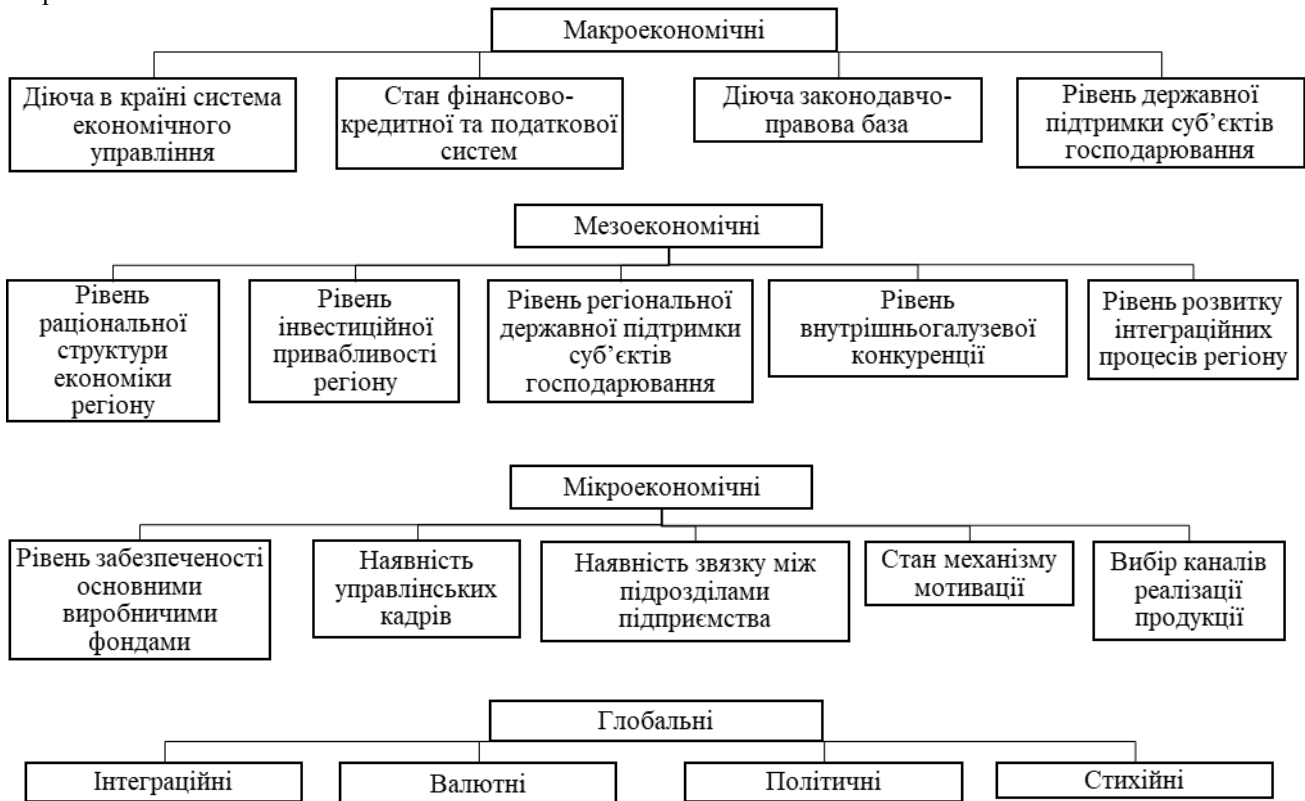 Макроекономічні
Діюча в країні система
економічного
управління
Стан фінансово-
кредитної та податкової
систем
Діюча законодавчо-
правова база
Рівень державної
підтримки суб’єктів
господарювання
Мезоекономічні
Рівень
раціональної
структури
економіки
регіону
Рівень
інвестиційної
привабливості
регіону
Рівень регіональної
державної підтримки
суб’єктів
господарювання
Рівень
внутрішньогалузевої
конкуренції
Рівень розвитку
інтеграційних
процесів регіону
Мікроекономічні
Рівень забезпеченості
основними
виробничими
фондами
Наявність
управлінських
кадрів
Наявність звязку між
підрозділами
підприємства
Стан механізму
мотивації
Вибір каналів
реалізації
продукції
Глобальні
Інтеграційні
Валютні
Політичні
Стихійні